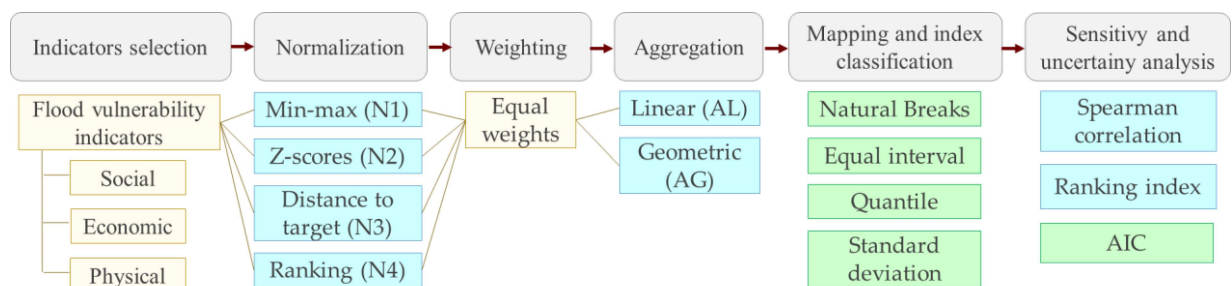 Indicators selection
Normalization
Weighting
Aggregation
Mapping and index
classification
Sensitivy and
uncertainy analysis
Flood vulnerability
indicators
Social
Economic
Physical
Min-max (N1)
Z-scores (N2)
Distance to
target (N3)
Ranking (N4)
Equal
weights
Linear (AL)
Geometric
(AG)
Natural Breaks
Equal interval
Quantile
Standard
deviation
Spearman
correlation
Ranking index
AIC